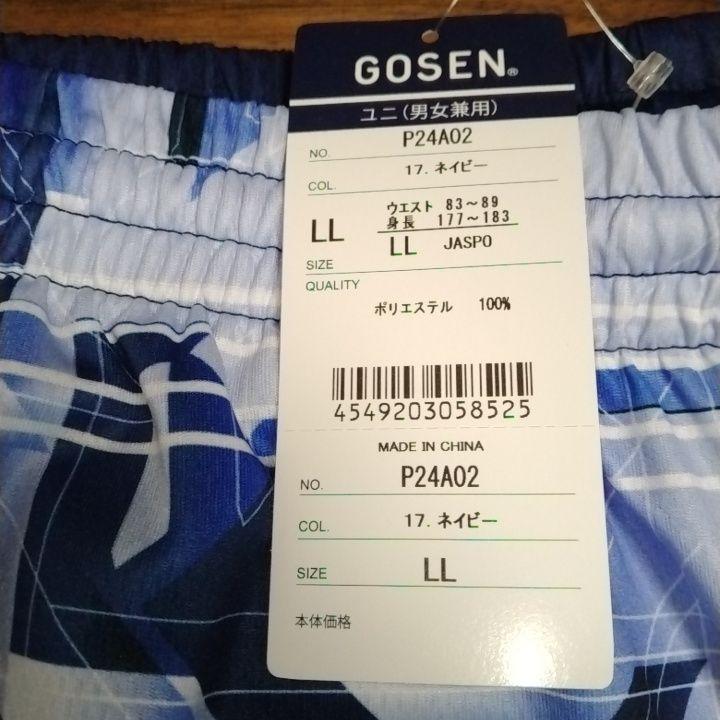 GOSEN®
ユニ(男女兼用)
NO. P24A02
COL. 17. ネイビー
LL ウエスト 83～89
身長 177～183
SIZE LL JASPO
QUALITY
ポリエステル 100%
4549203058525
MADE IN CHINA
NO. P24A02
COL. 17. ネイビー
SIZE LL
本体価格